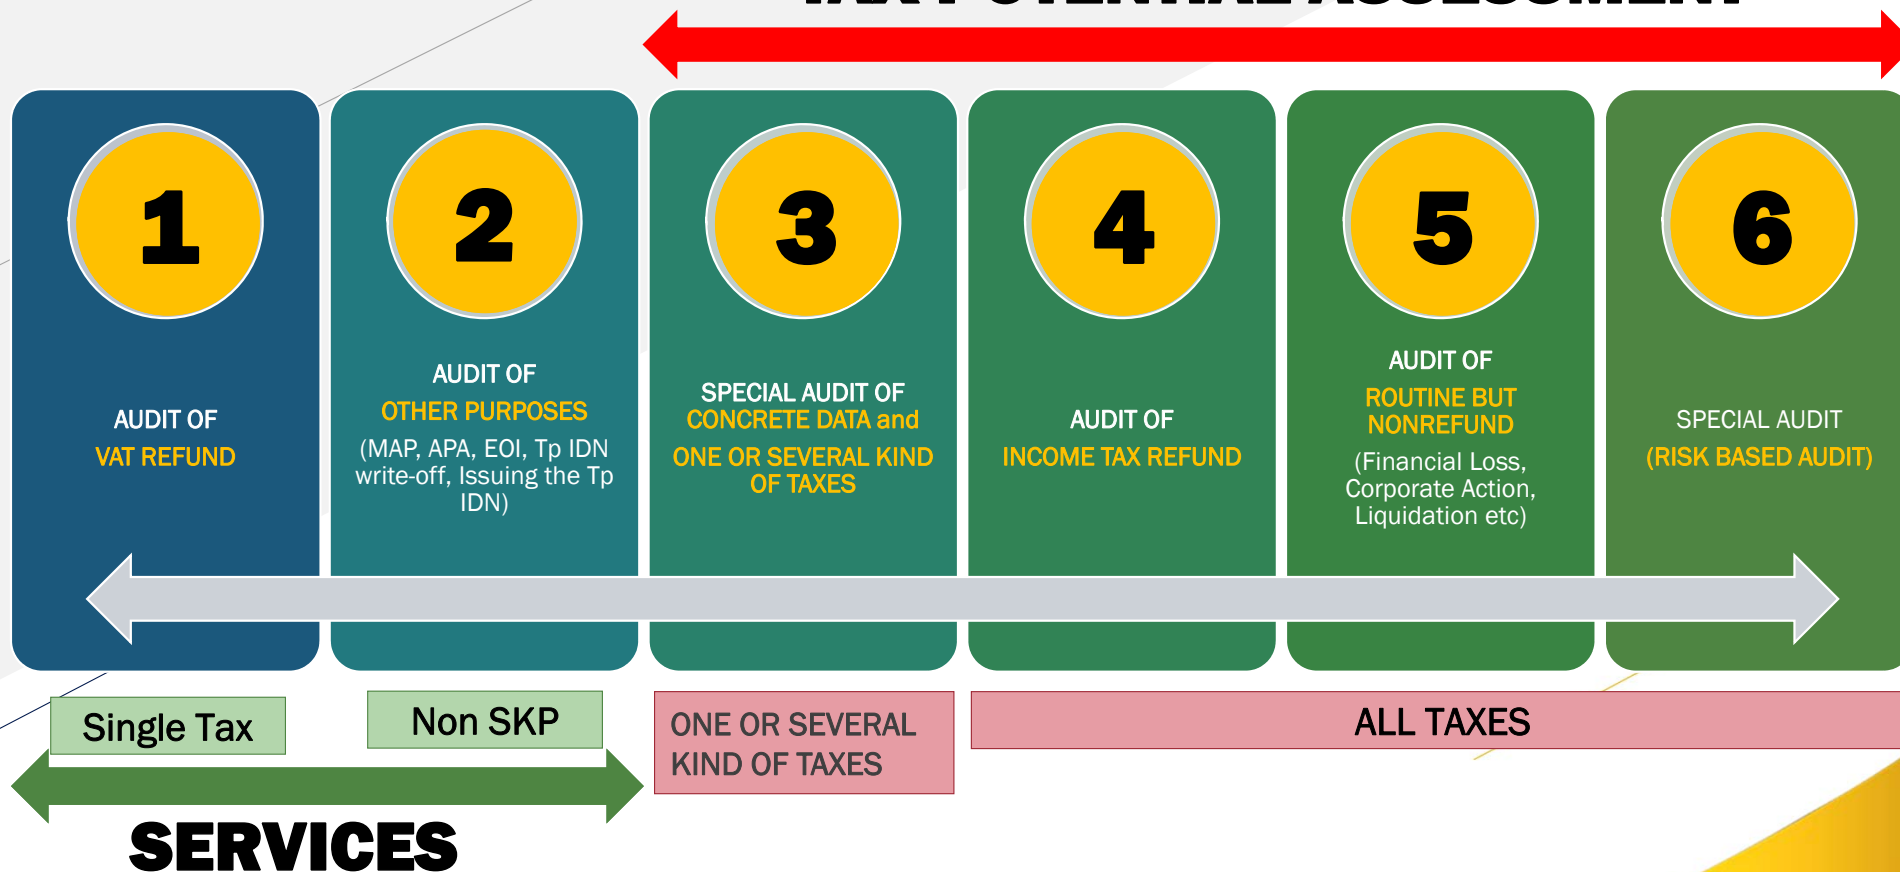 TAX POTENTIAL ASSESSMENT
1
AUDIT OF
VAT REFUND
2
AUDIT OF
OTHER PURPOSES
(MAP, APA, EOI, Tp IDN
write-off, Issuing the Tp
IDN)
3
SPECIAL AUDIT OF
CONCRETE DATA and
ONE OR SEVERAL KIND
OF TAXES
4
AUDIT OF
INCOME TAX REFUND
5
AUDIT OF
ROUTINE BUT
NONREFUND
(Financial Loss,
Corporate Action,
Liquidation etc)
6
SPECIAL AUDIT
(RISK BASED AUDIT)
Single Tax
Non SKP
ONE OR SEVERAL
KIND OF TAXES
ALL TAXES
SERVICES